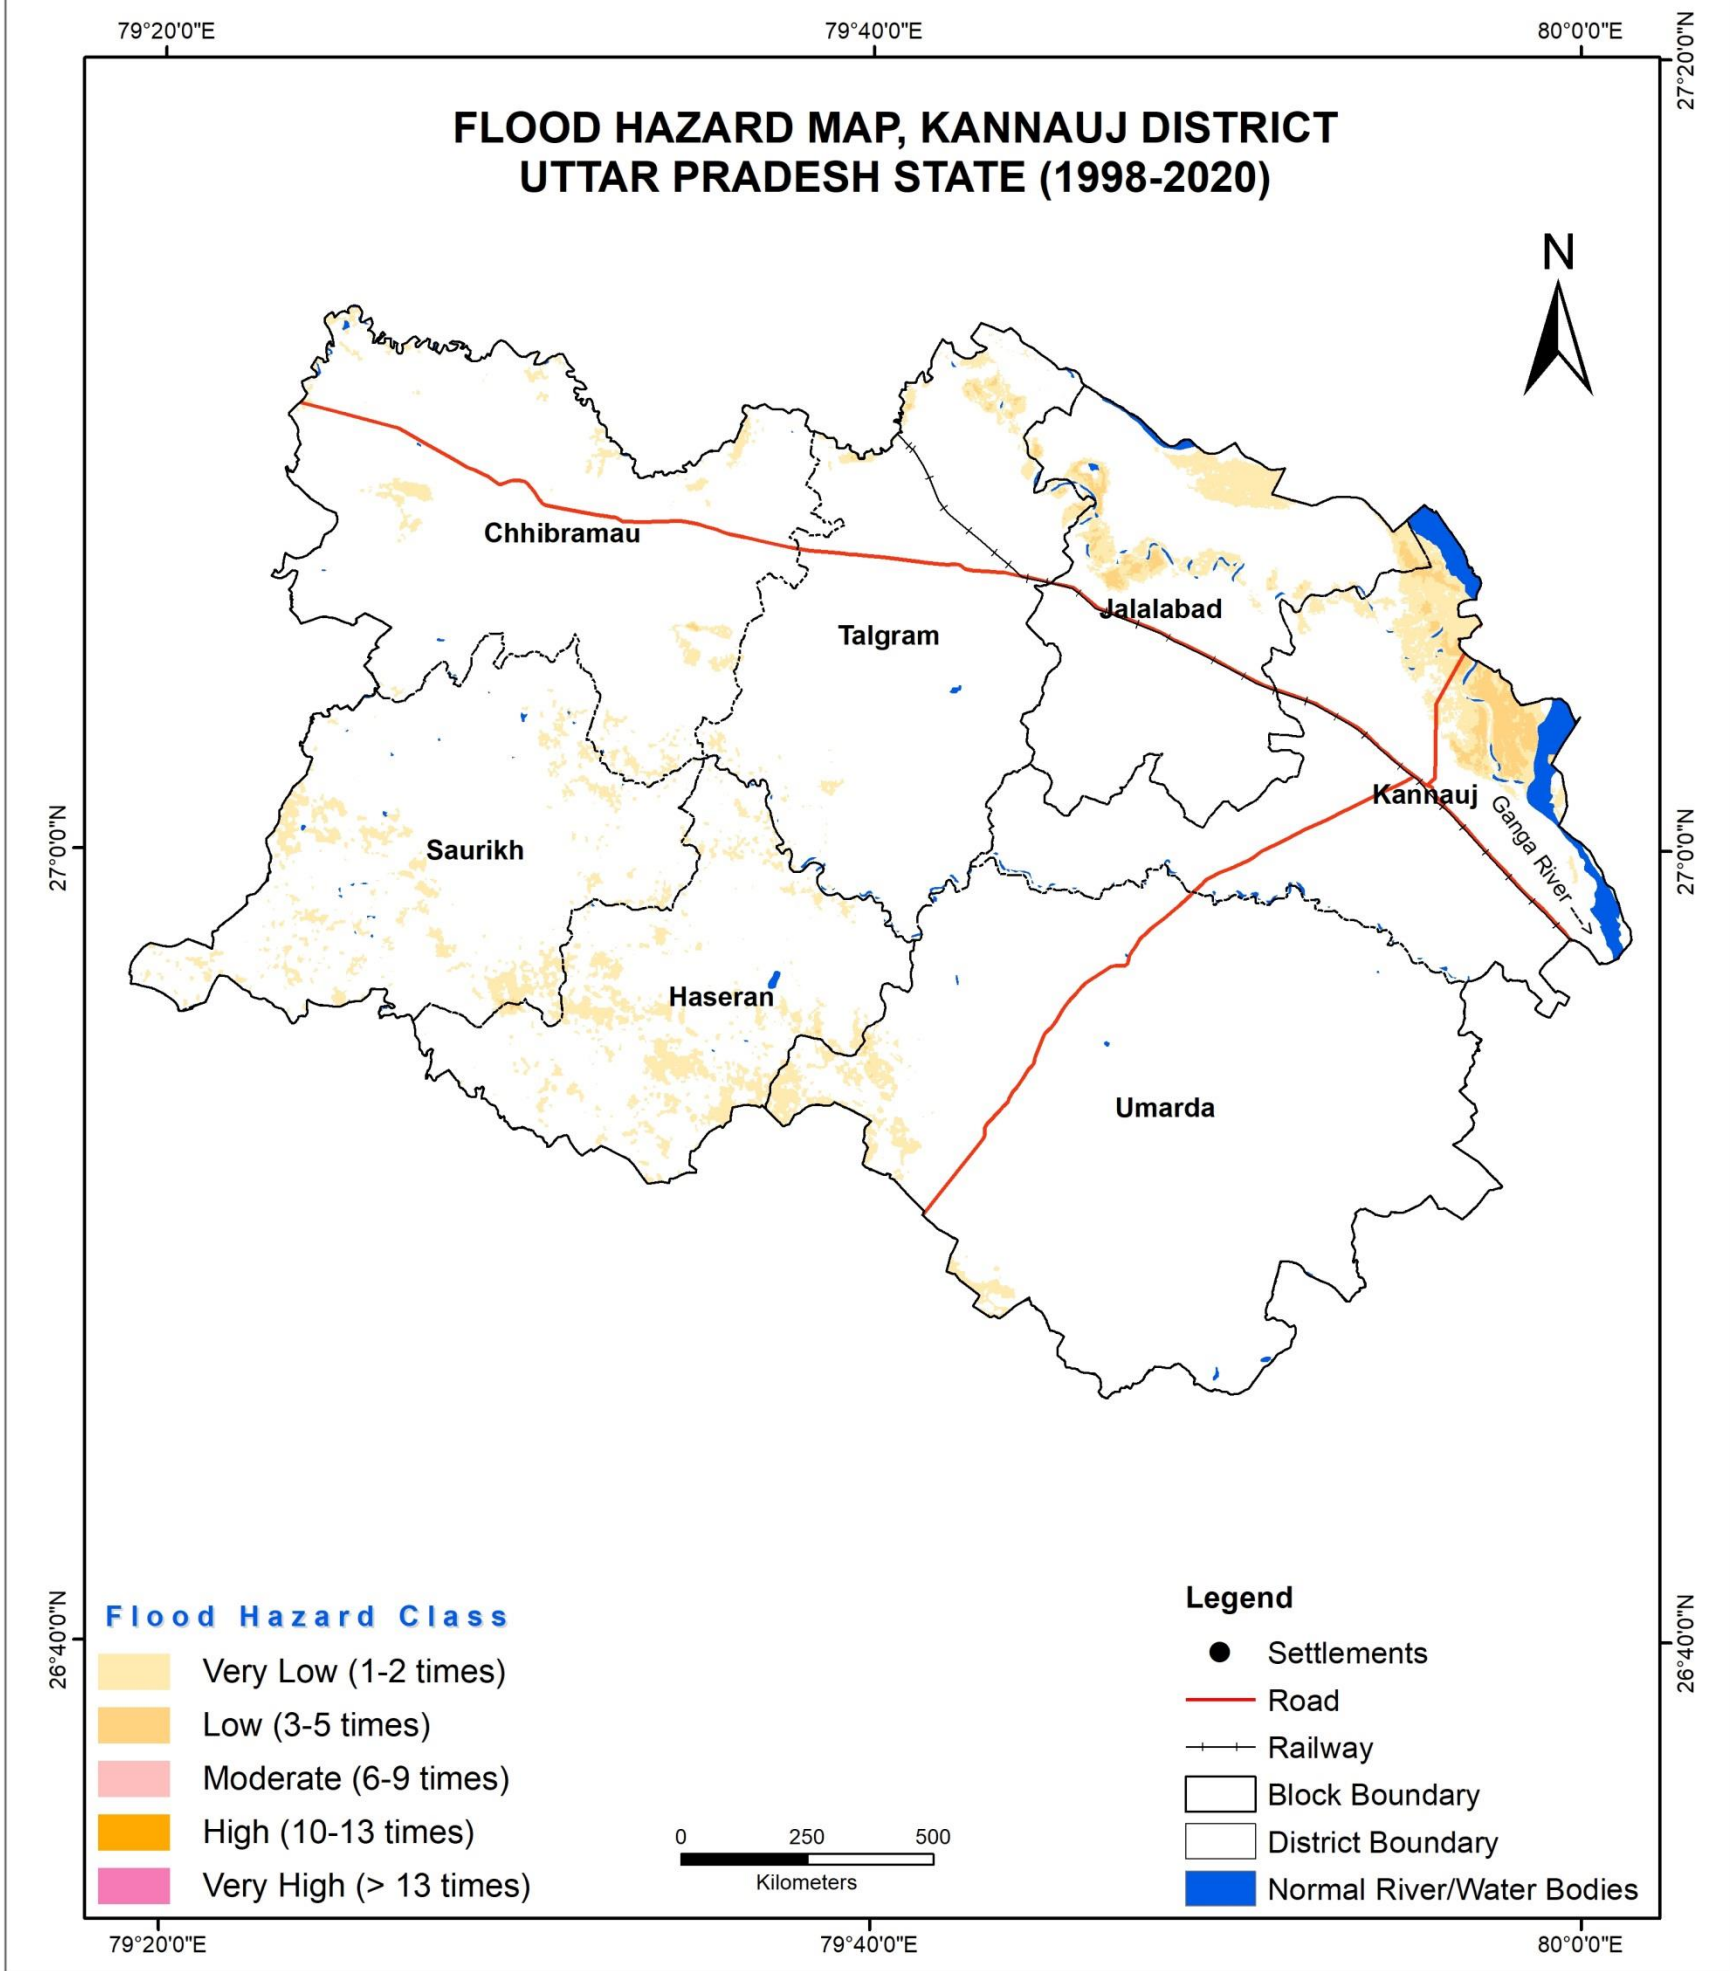 79°20'0"E
79°40'0"E
80°0'0"E
27°20'0"N
FLOOD HAZARD MAP, KANNAUJ DISTRICT
UTTAR PRADESH STATE (1998-2020)
N
Chhibramau
Jalalabad
Talgram
Kannauj
Ganga River
27°0'0"N
27°0'0"N
Saurikh
Haseran
Umarda
26°40'0"N
26°40'0"N
Flood Hazard Class
Very Low (1-2 times)
Low (3-5 times)
Moderate (6-9 times)
High (10-13 times)
Very High (> 13 times)
0 250 500
Kilometers
Legend
Settlements
Road
Railway
Block Boundary
District Boundary
Normal River/Water Bodies
79°20'0"E
79°40'0"E
80°0'0"E